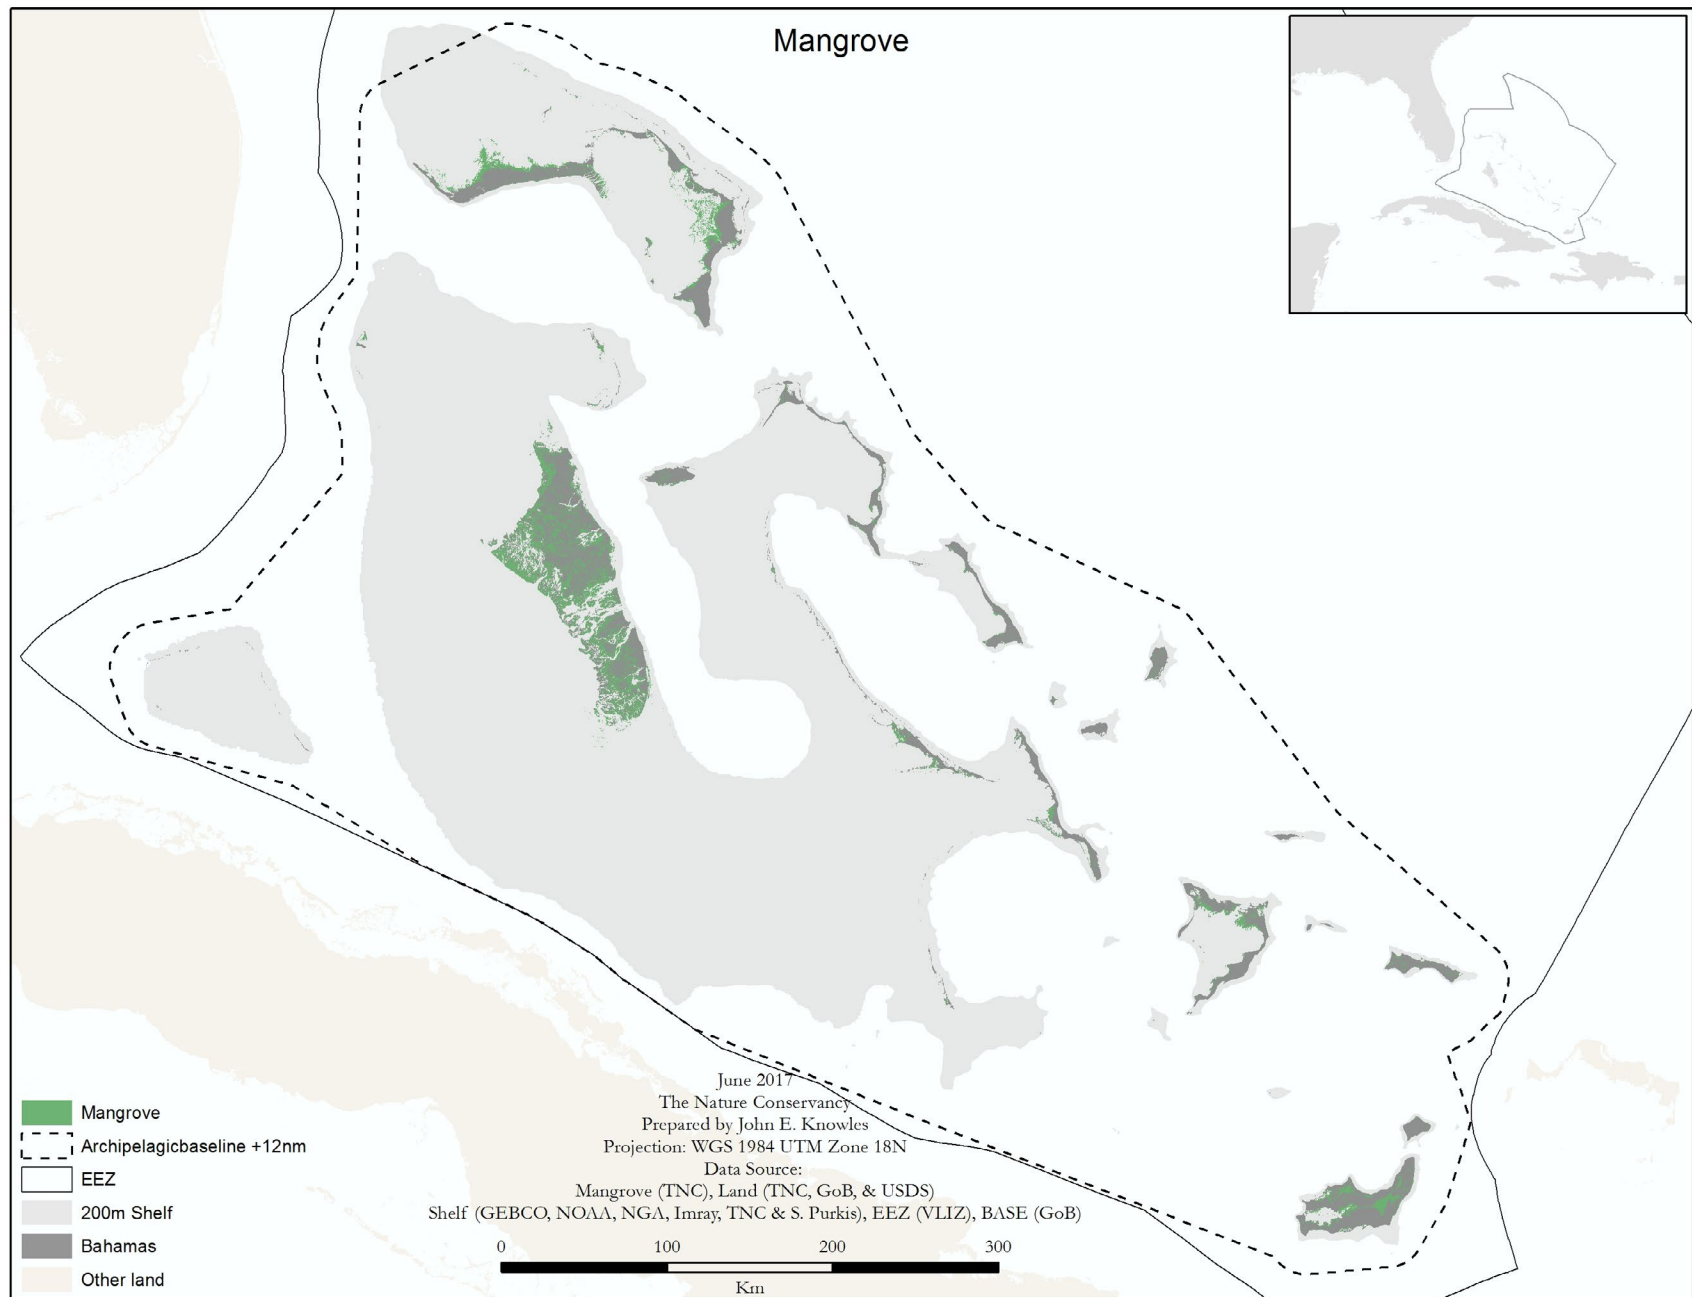 Mangrove
Mangrove
Archipelagicbaseline +12nm
EEZ
200m Shelf
Bahamas
Other land
June 2017
The Nature Conservancy
Prepared by John E. Knowles
Projection: WGS 1984 UTM Zone 18N
Data Source:
Mangrove (TNC), Land (TNC, GoB, & USDS)
Shelf (GEBCO, NOAA, NGA, Imray, TNC & S. Purkis), EEZ (VLIZ), BASE (GoB)
0 100 200 300
Km